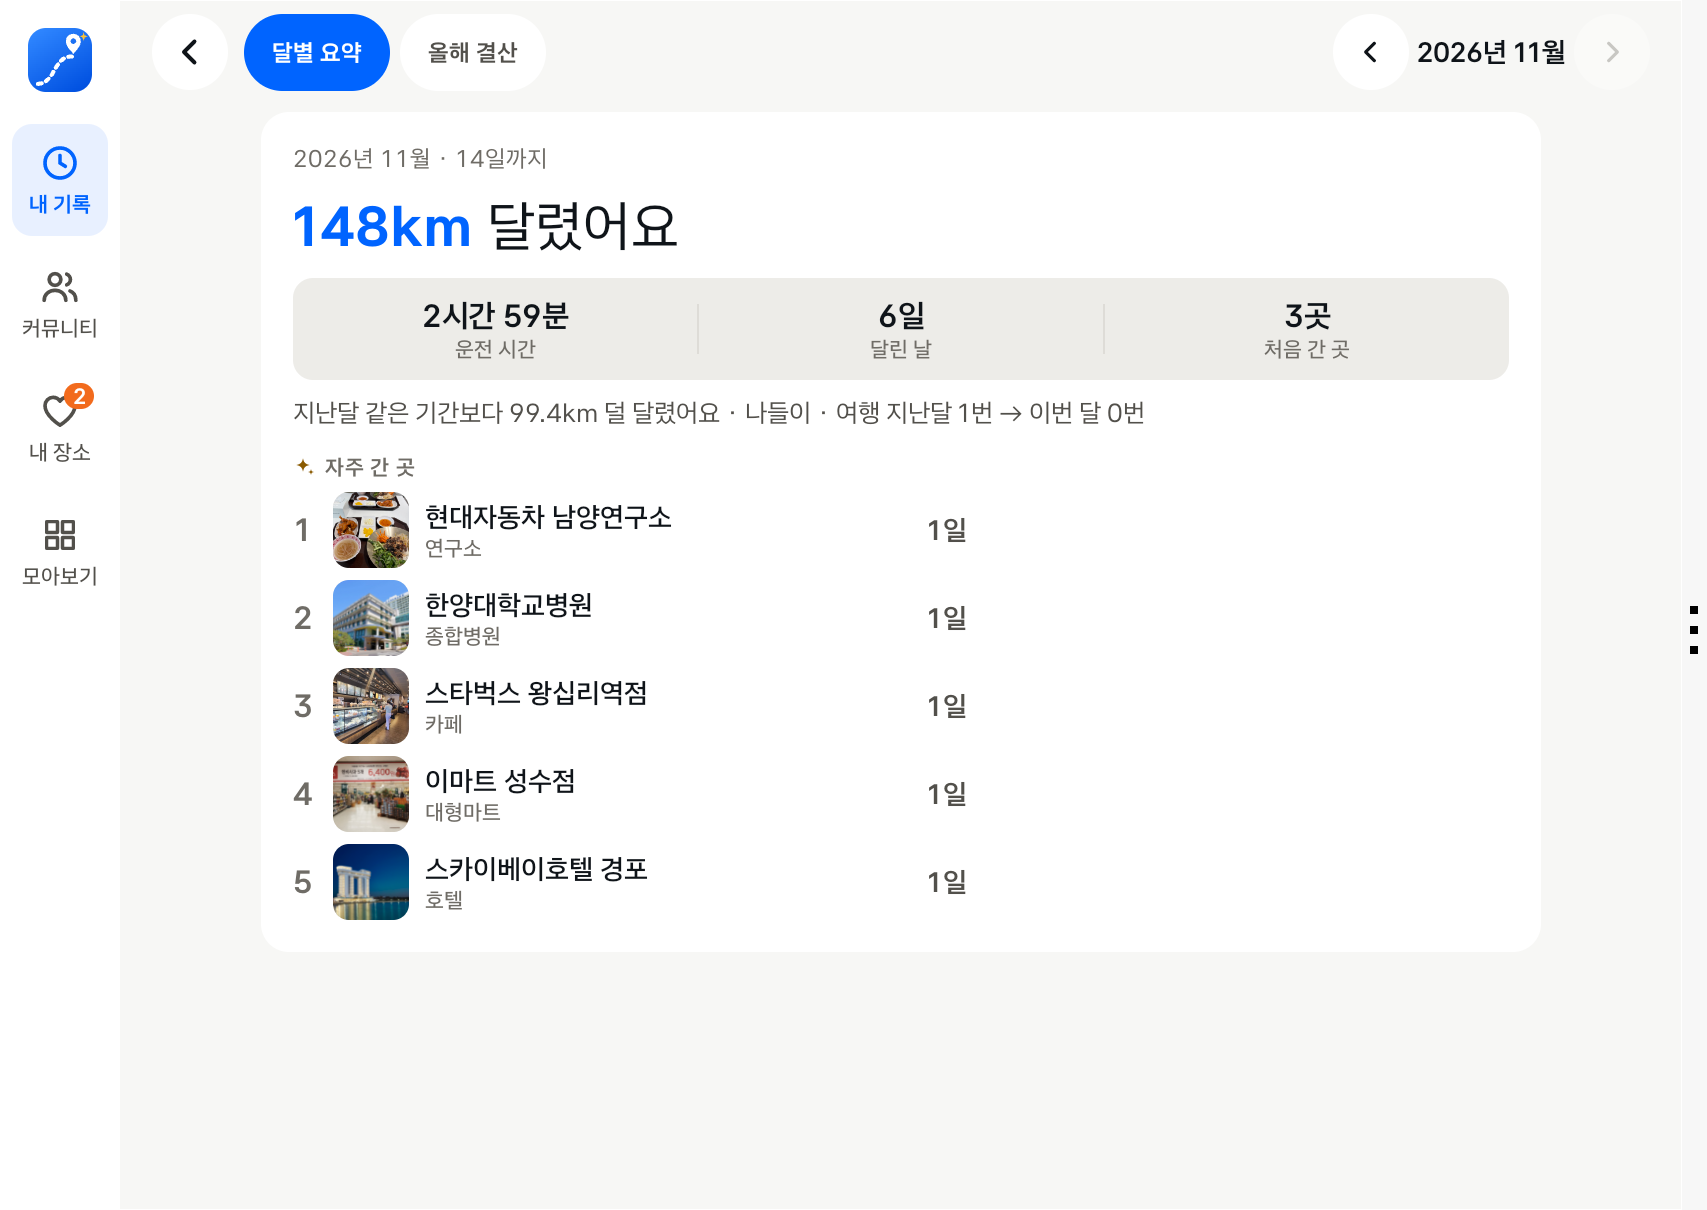 달별 요약
올해 결산
2026년 11월
내 기록
커뮤니티
2
내 장소
모아보기
2026년 11월 · 14일까지
148km 달렸어요
2시간 59분
운전 시간
6일
달린 날
3곳
처음 간 곳
지난달 같은 기간보다 99.4km 덜 달렸어요 · 나들이 · 여행 지난달 1번 → 이번 달 0번
자주 간 곳
1
현대자동차 남양연구소
연구소
1일
2
한양대학교병원
종합병원
1일
3
스타벅스 왕십리역점
카페
1일
4
6,400
이마트 성수점
대형마트
1일
5
스카이베이호텔 경포
호텔
1일